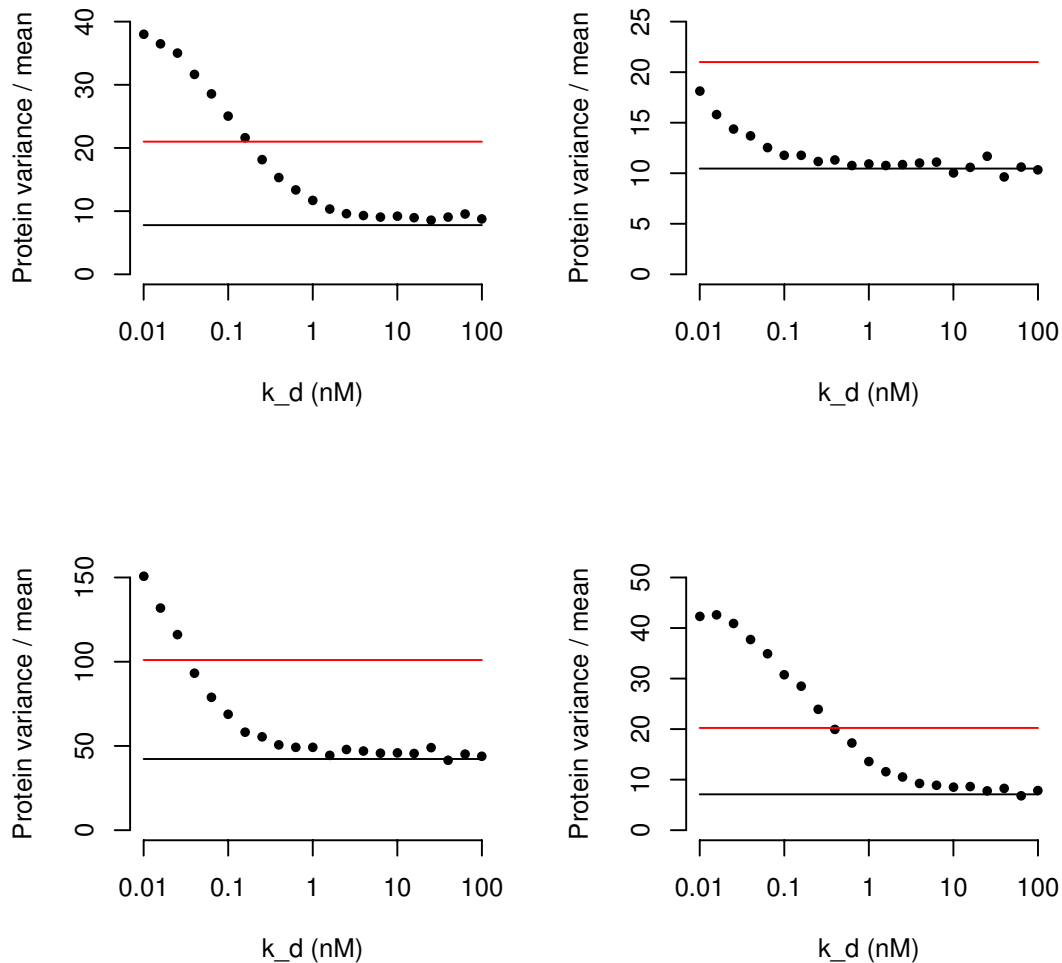 Protein variance / mean
0 10 20 30 40
0.01 0.1 1 10 100
k_d (nM)
Protein variance / mean
0 5 10 15 20 25
0.01 0.1 1 10 100
k_d (nM)
Protein variance / mean
0 50 100 150
0.01 0.1 1 10 100
k_d (nM)
Protein variance / mean
0 10 20 30 40 50
0.01 0.1 1 10 100
k_d (nM)